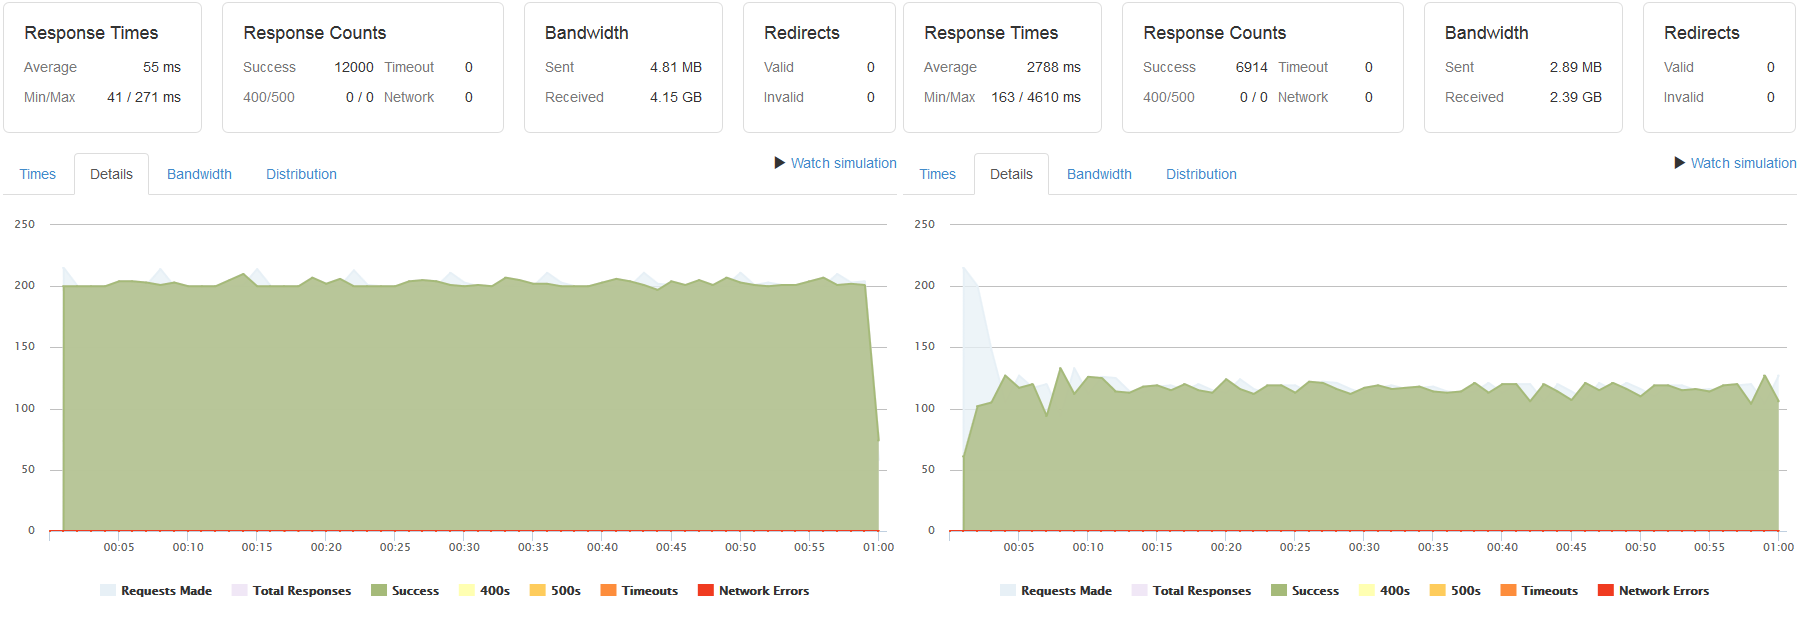 Response Times
Average 55 ms
Min/Max 41 / 271 ms
Response Counts
Success 12000 Timeout 0
400/500 0 / 0 Network 0
Bandwidth
Sent 4.81 MB
Received 4.15 GB
Redirects
Valid 0
Invalid 0
Watch simulation
Times Details Bandwidth Distribution
250
200
150
100
50
0
00:05 00:10 00:15 00:20 00:25 00:30 00:35 00:40 00:45 00:50 00:55 01:00
Requests Made Total Responses Success 400s 500s Timeouts Network Errors
Response Times
Average 2788 ms
Min/Max 163 / 4610 ms
Response Counts
Success 6914 Timeout 0
400/500 0 / 0 Network 0
Bandwidth
Sent 2.89 MB
Received 2.39 GB
Redirects
Valid 0
Invalid 0
Watch simulation
Times Details Bandwidth Distribution
250
200
150
100
50
0
00:05 00:10 00:15 00:20 00:25 00:30 00:35 00:40 00:45 00:50 00:55 01:00
Requests Made Total Responses Success 400s 500s Timeouts Network Errors